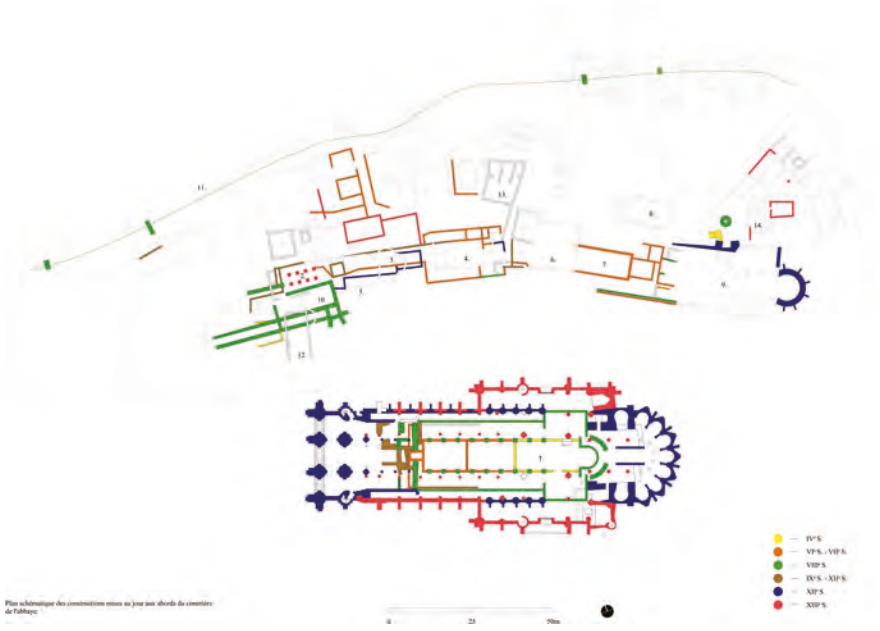 11.
13.
8.
14.
2.
3.
4.
6.
7.
9.
5.
10.
12.
1.
IVᵉ S.
VIᵉ S. - VIIᵉ S.
VIIIᵉ S.
IXᵉ S. - XIIᵉ S.
XIIᵉ S.
XIIIᵉ S.
Plan schématique des constructions mises au jour aux abords du cimetière
de l'abbaye.
0 25 50m